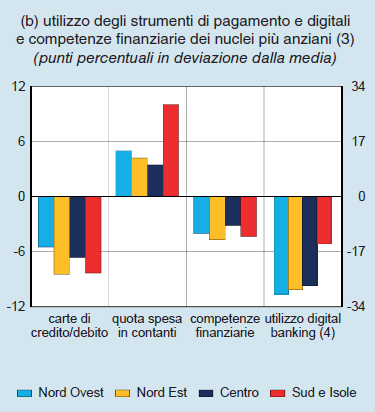 (b) utilizzo degli strumenti di pagamento e digitali
e competenze finanziarie dei nuclei più anziani (3)
(punti percentuali in deviazione dalla media)
12 34
6 17
0 0
-6 -17
-12 -34
carte di quota spesa competenze utilizzo digital
credito/debito in contanti finanziarie banking (4)
Nord Ovest Nord Est Centro Sud e Isole